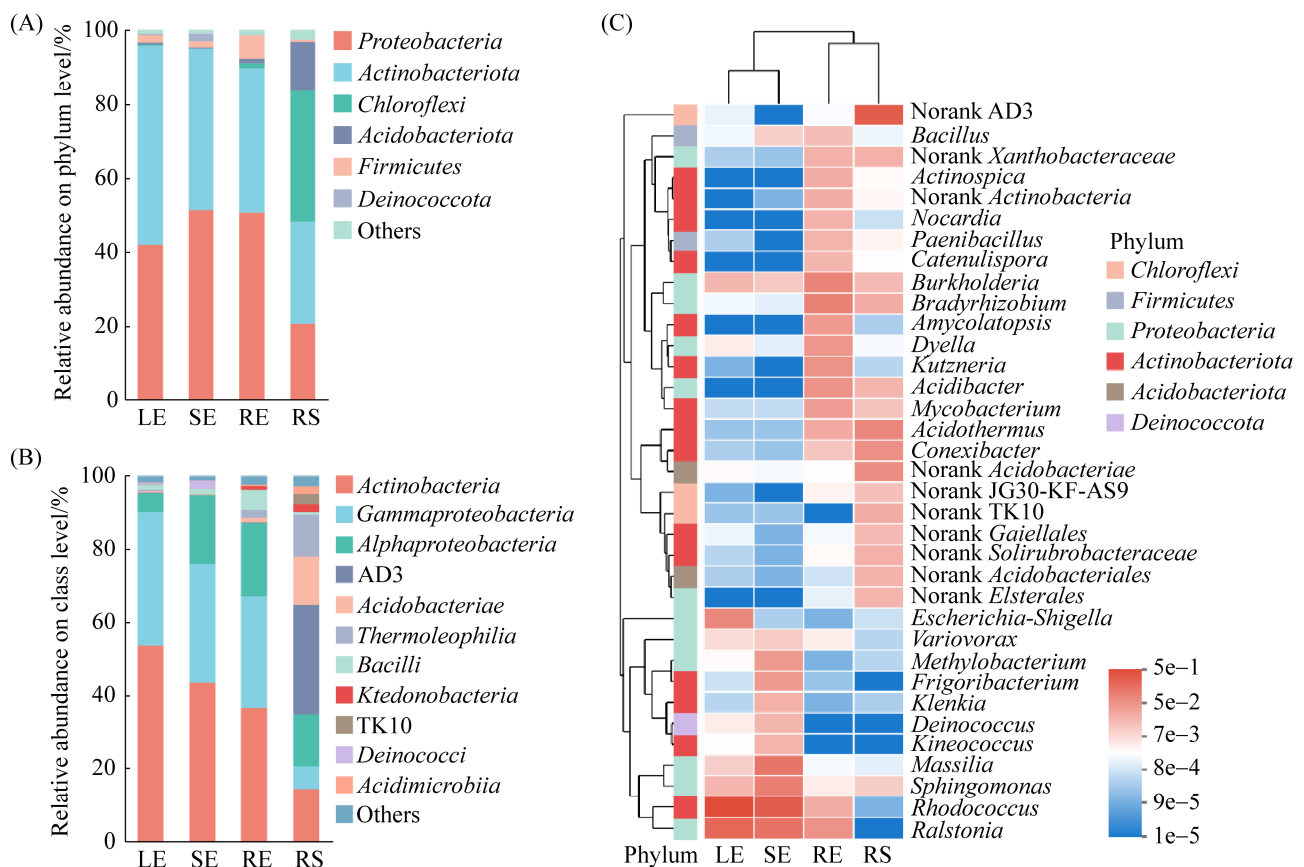 (A)
Relative abundance on phylum level/%
100
80
60
40
20
0
LE SE RE RS
Proteobacteria
Actinobacteriota
Chloroflexi
Acidobacteriota
Firmicutes
Deinococcota
Others
(B)
Relative abundance on class level/%
100
80
60
40
20
0
LE SE RE RS
Actinobacteria
Gammaproteobacteria
Alphaproteobacteria
AD3
Acidobacteriae
Thermoleophilia
Bacilli
Ktedonobacteria
TK10
Deinococci
Acidimicrobiia
Others
(C)
Norank AD3
Bacillus
Norank Xanthobacteraceae
Actinospica
Norank Actinobacteria
Nocardia
Paenibacillus
Catenulispora
Burkholderia
Bradyrhizobium
Amycolatopsis
Dyella
Kutzneria
Acidibacter
Mycobacterium
Acidothermus
Conexibacter
Norank Acidobacteriae
Norank JG30-KF-AS9
Norank TK10
Norank Gaiellales
Norank Solirubrobacteraceae
Norank Acidobacteriales
Norank Elsterales
Escherichia-Shigella
Variovorax
Methylobacterium
Frigoribacterium
Klenkia
Deinococcus
Kineococcus
Massilia
Sphingomonas
Rhodococcus
Ralstonia
Phylum LE SE RE RS
Phylum
Chloroflexi
Firmicutes
Proteobacteria
Actinobacteriota
Acidobacteriota
Deinococcota
5e−1
5e−2
7e−3
8e−4
9e−5
1e−5